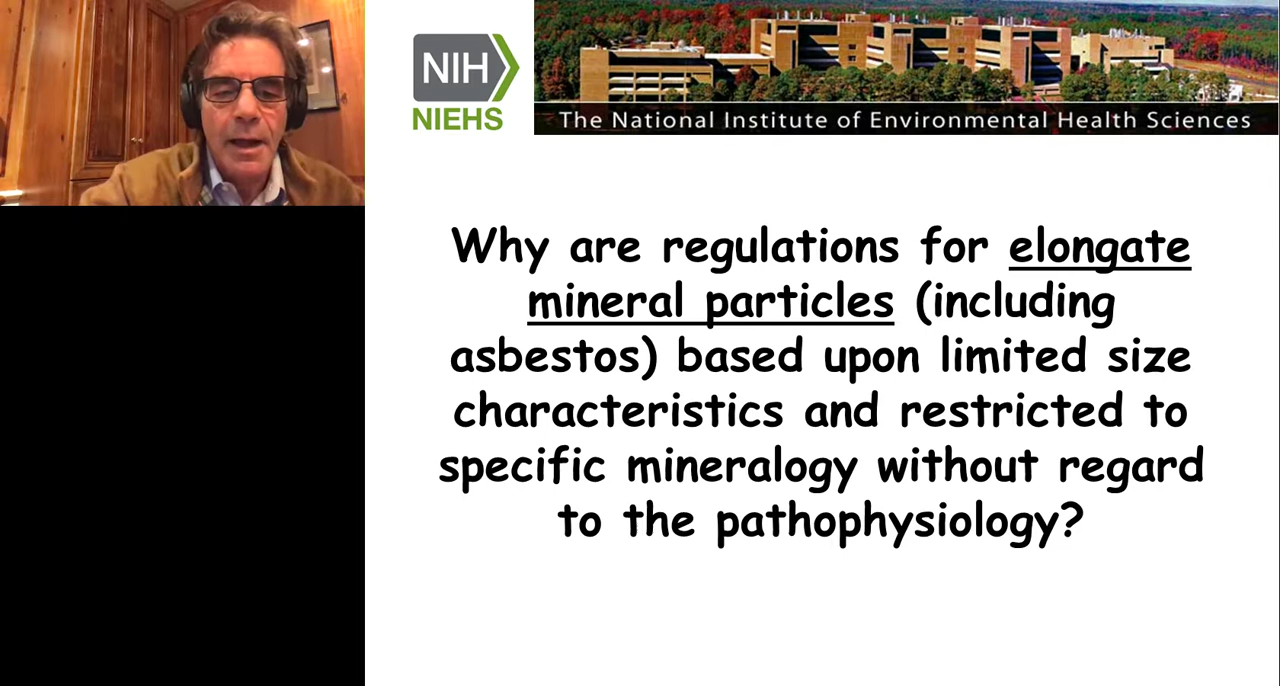 NIH
NIEHS
The National Institute of Environmental Health Sciences
Why are regulations for elongate
mineral particles (including
asbestos) based upon limited size
characteristics and restricted to
specific mineralogy without regard
to the pathophysiology?